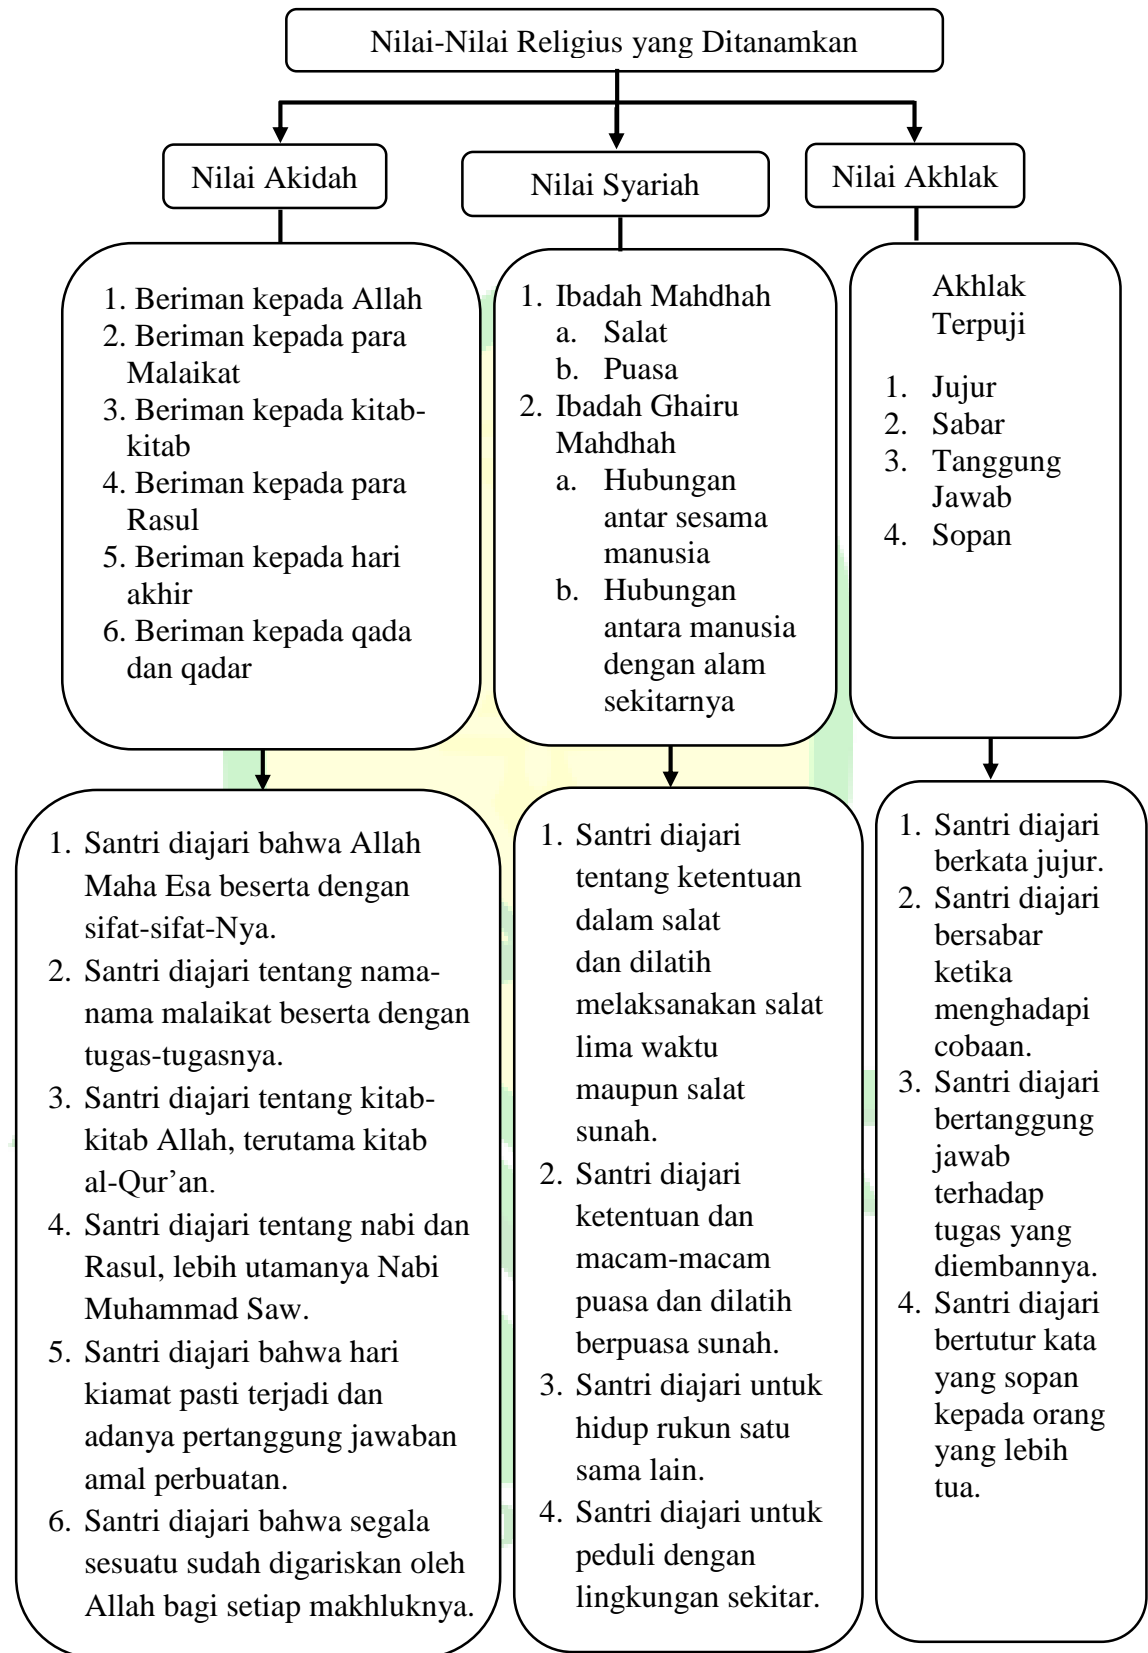 Nilai-Nilai Religius yang Ditanamkan
Nilai Akidah
Nilai Syariah
Nilai Akhlak
1. Beriman kepada Allah
2. Beriman kepada para
Malaikat
3. Beriman kepada kitab-
kitab
4. Beriman kepada para
Rasul
5. Beriman kepada hari
akhir
6. Beriman kepada qada
dan qadar
1. Ibadah Mahdhah
a. Salat
b. Puasa
2. Ibadah Ghairu
Mahdhah
a. Hubungan
antar sesama
manusia
b. Hubungan
antara manusia
dengan alam
sekitarnya
Akhlak
Terpuji
1. Jujur
2. Sabar
3. Tanggung
Jawab
4. Sopan
1. Santri diajari bahwa Allah
Maha Esa beserta dengan
sifat-sifat-Nya.
2. Santri diajari tentang nama-
nama malaikat beserta dengan
tugas-tugasnya.
3. Santri diajari tentang kitab-
kitab Allah, terutama kitab
al-Qur’an.
4. Santri diajari tentang nabi dan
Rasul, lebih utamanya Nabi
Muhammad Saw.
5. Santri diajari bahwa hari
kiamat pasti terjadi dan
adanya pertanggung jawaban
amal perbuatan.
6. Santri diajari bahwa segala
sesuatu sudah digariskan oleh
Allah bagi setiap makhluknya.
1. Santri diajari
tentang ketentuan
dalam salat
dan dilatih
melaksanakan salat
lima waktu
maupun salat
sunah.
2. Santri diajari
ketentuan dan
macam-macam
puasa dan dilatih
berpuasa sunah.
3. Santri diajari untuk
hidup rukun satu
sama lain.
4. Santri diajari untuk
peduli dengan
lingkungan sekitar.
1. Santri diajari
berkata jujur.
2. Santri diajari
bersabar
ketika
menghadapi
cobaan.
3. Santri diajari
bertanggung
jawab
terhadap
tugas yang
diembannya.
4. Santri diajari
bertutur kata
yang sopan
kepada orang
yang lebih
tua.